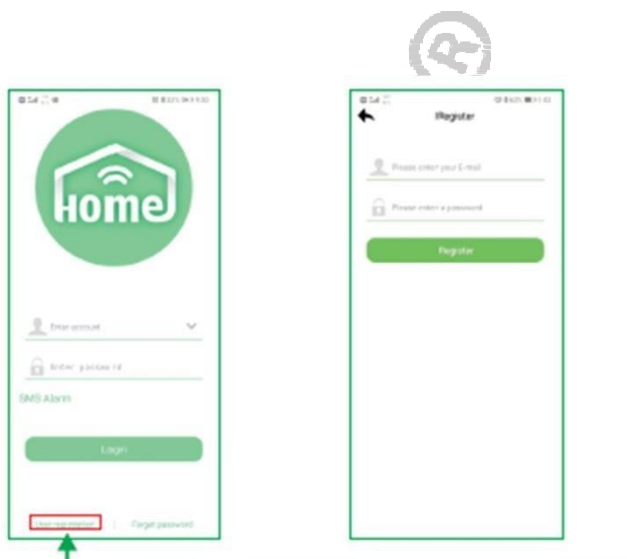 ®
HOME
Enter account
Enter password
SMS Alarm
Login
User registration | Forget password
Register
Please enter your E-mail
Please enter a password
Register